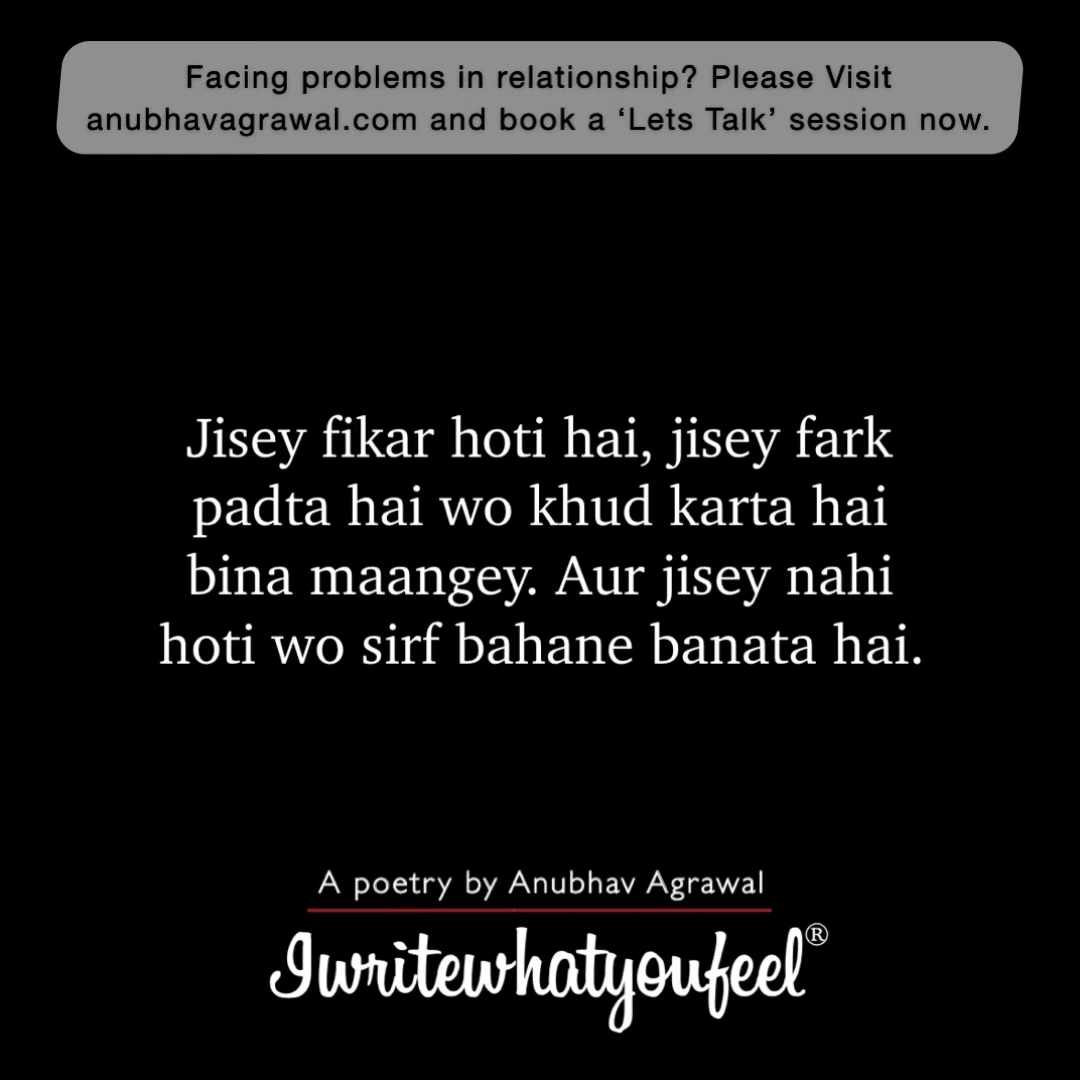 Facing problems in relationship? Please Visit
anubhavagrawal.com and book a ‘Lets Talk’ session now.
Jisey fikar hoti hai, jisey fark
padta hai wo khud karta hai
bina maangey. Aur jisey nahi
hoti wo sirf bahane banata hai.
A poetry by Anubhav Agrawal
Iwritewhatyoufeel®